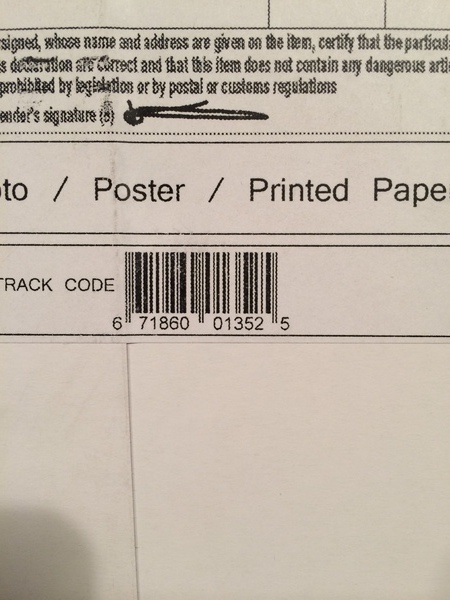 signed, whose name and address are given on the item, certify that the particul
s declaration are correct and that this item does not contain any dangerous arti
prohibited by legislation or by postal or customs regulations
ender's signature (8)
oto / Poster / Printed Pape
TRACK CODE
6 71860 01352 5